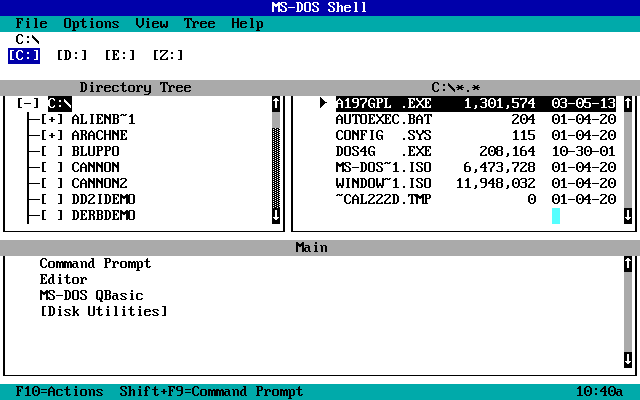 MS-DOS Shell
File Options View Tree Help
C:\
[C:] [D:] [E:] [Z:]
Directory Tree
[-] C:\
[+] ALIENB~1
[+] ARACHNE
[ ] BLUPPO
[ ] CANNON
[ ] CANNON2
[ ] DD2IDEMO
[ ] DERBDEMO
C:\*.*
A197GPL .EXE 1,301,574 03-05-13
AUTOEXEC.BAT 204 01-04-20
CONFIG .SYS 115 01-04-20
DOS4G .EXE 208,164 10-30-01
MS-DOS~1.ISO 6,473,728 01-04-20
WINDOW~1.ISO 11,948,032 01-04-20
~CAL222D.TMP 0 01-04-20
Main
Command Prompt
Editor
MS-DOS QBasic
[Disk Utilities]
F10=Actions Shift+F9=Command Prompt 10:40a